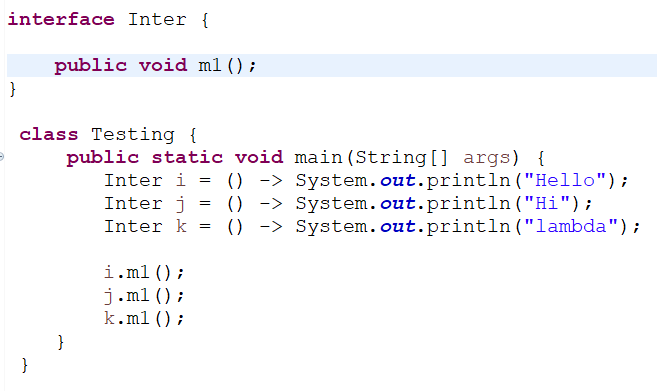 interface Inter {
public void m1();
}
class Testing {
public static void main(String[] args) {
Inter i = () -> System.out.println("Hello");
Inter j = () -> System.out.println("Hi");
Inter k = () -> System.out.println("lambda");
i.m1();
j.m1();
k.m1();
}
}